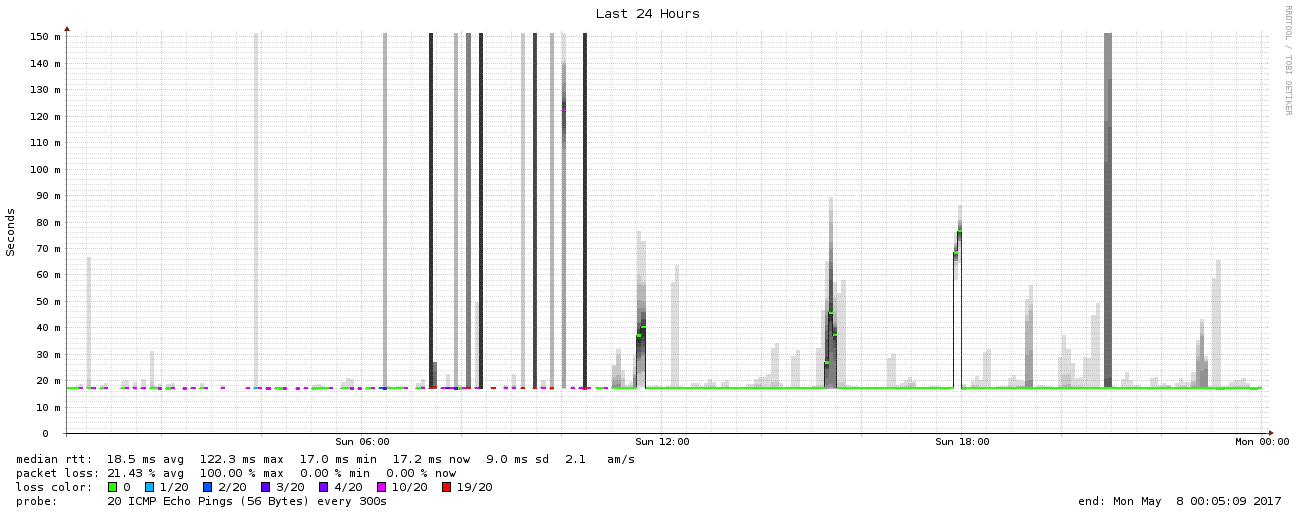 Last 24 Hours
RRDTOOL / TOBI OETIKER
Seconds
150 m
140 m
130 m
120 m
110 m
100 m
90 m
80 m
70 m
60 m
50 m
40 m
30 m
20 m
10 m
0
Sun 06:00 Sun 12:00 Sun 18:00 Mon 00:00
median rtt: 18.5 ms avg 122.3 ms max 17.0 ms min 17.2 ms now 9.0 ms sd 2.1 am/s
packet loss: 21.43 % avg 100.00 % max 0.00 % min 0.00 % now
loss color: 0 1/20 2/20 3/20 4/20 10/20 19/20
probe: 20 ICMP Echo Pings (56 Bytes) every 300s end: Mon May 8 00:05:09 2017